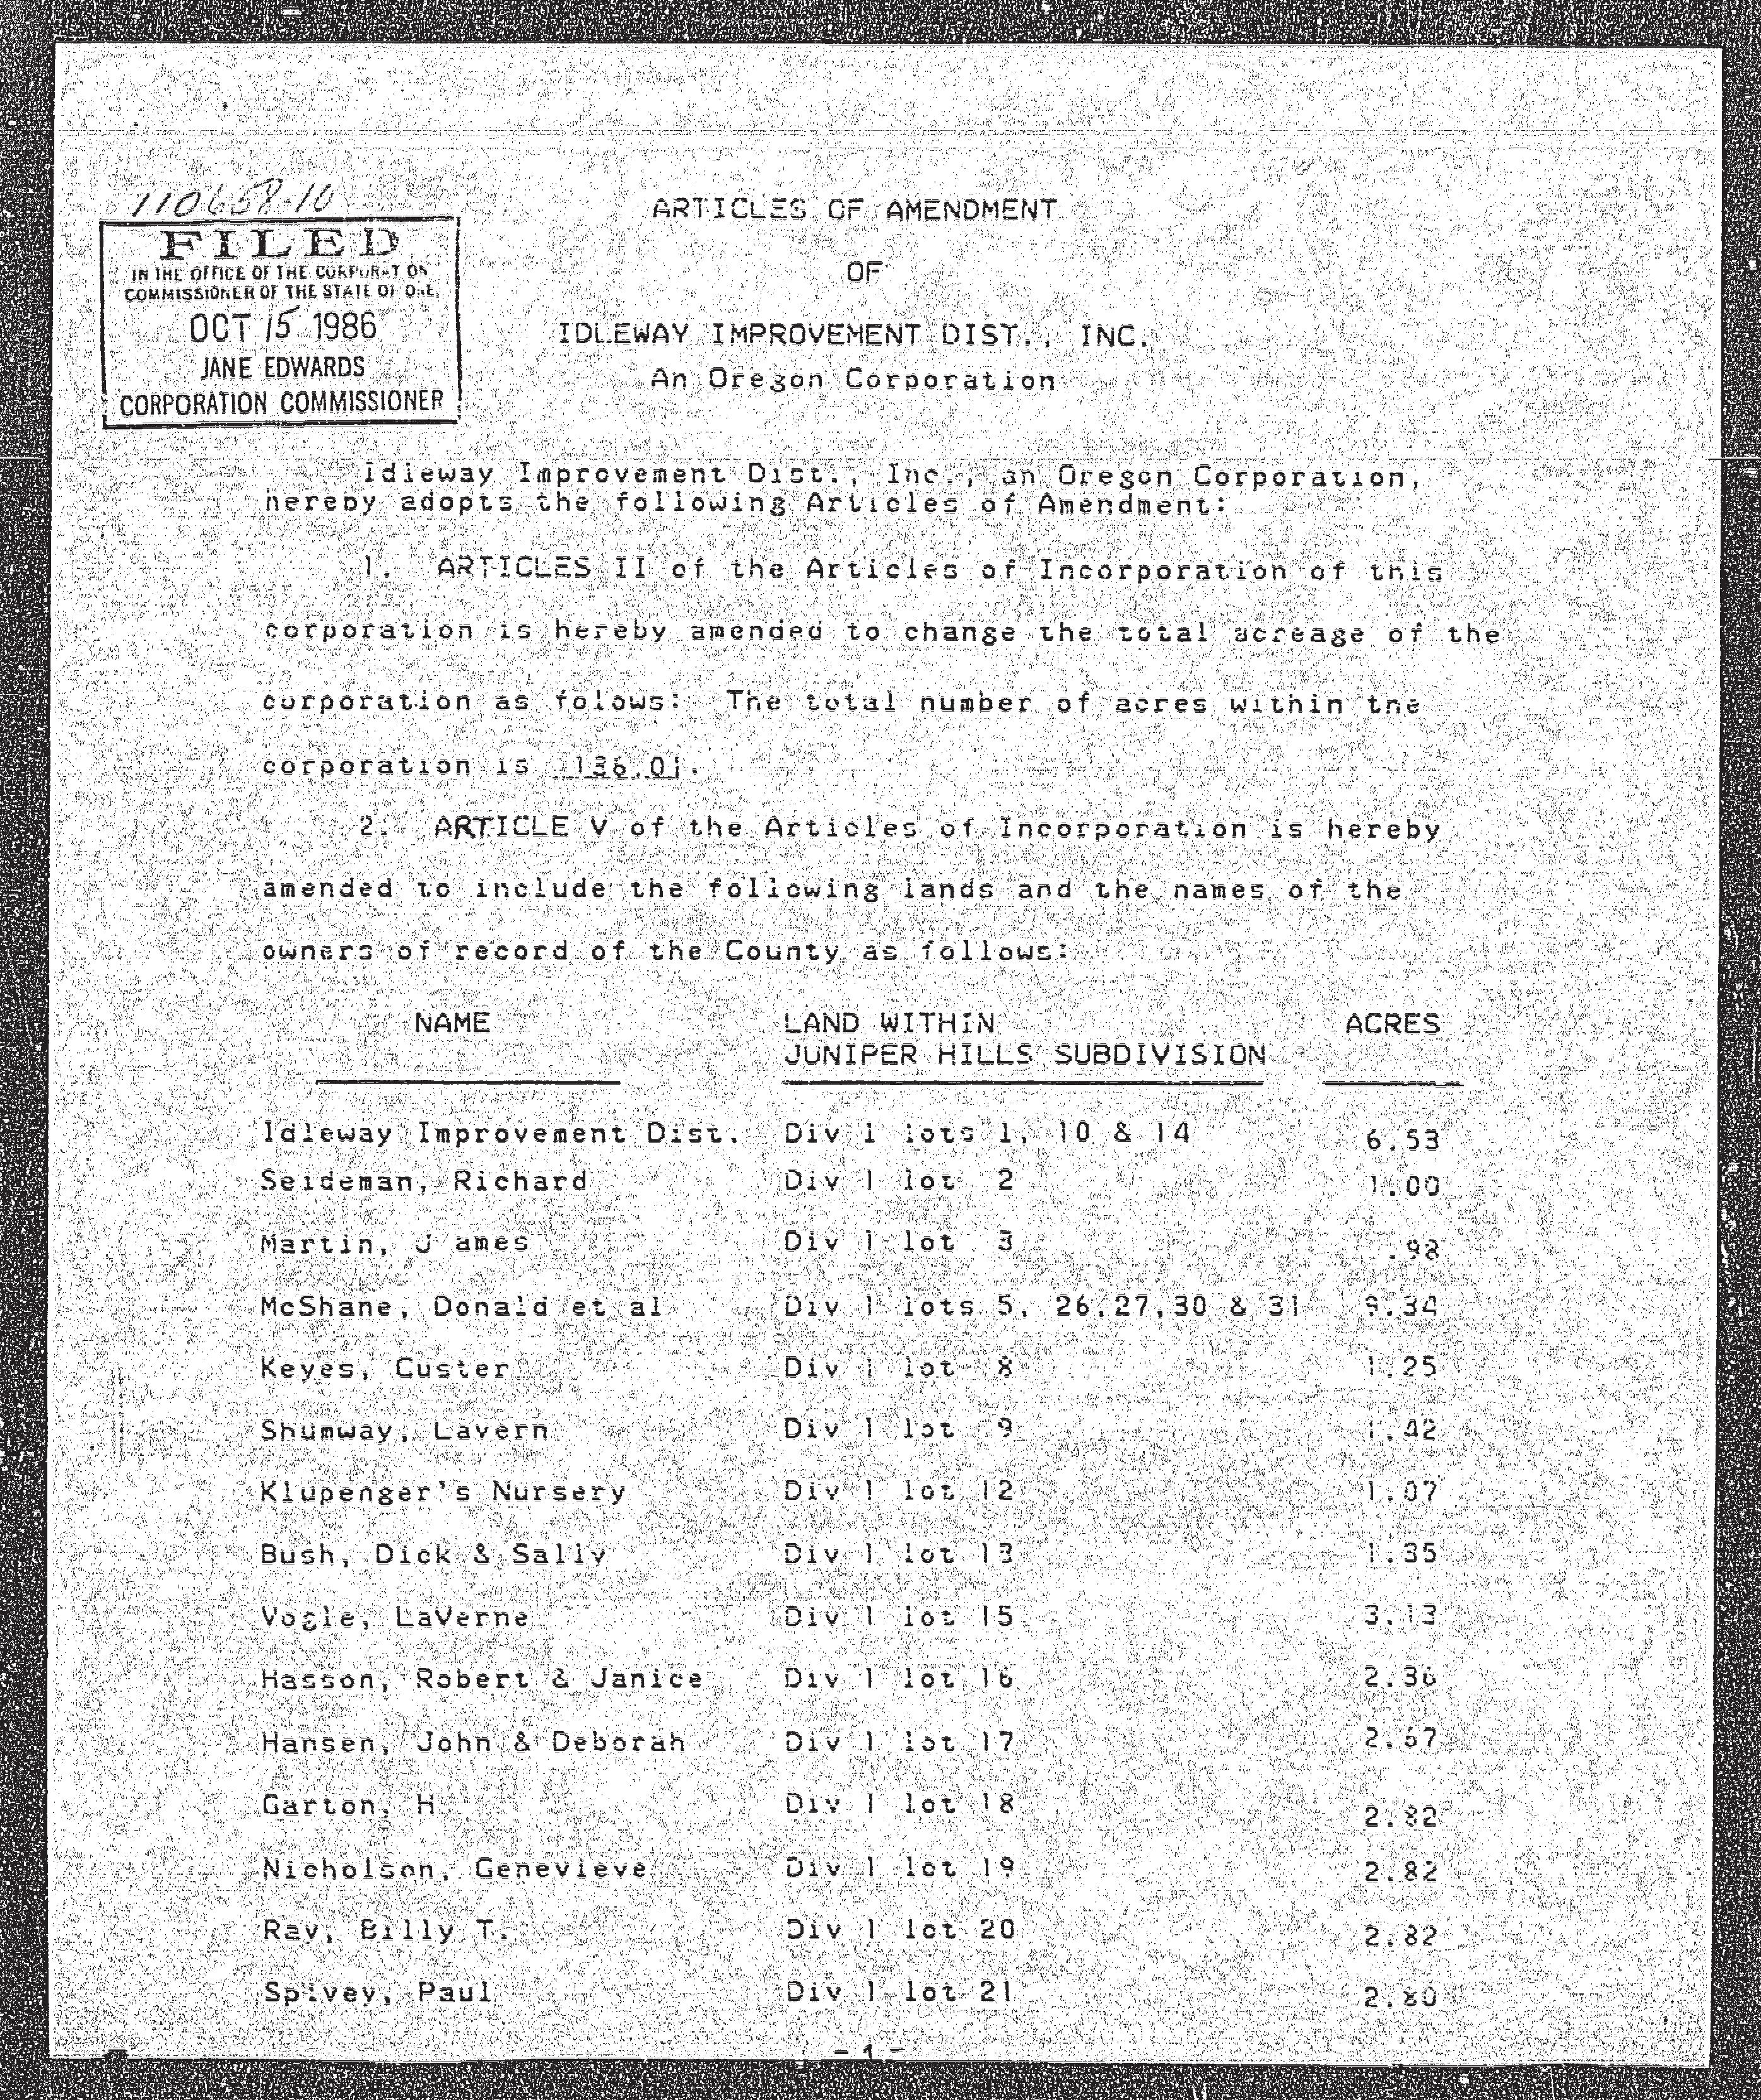 110658-10
FILED
IN THE OFFICE OF THE CORPORATION
COMMISSIONER OF THE STATE OF ORE.
OCT 15 1986
JANE EDWARDS
CORPORATION COMMISSIONER
ARTICLES OF AMENDMENT
OF
IDLEWAY IMPROVEMENT DIST., INC.
An Oregon Corporation
Idleway Improvement Dist., Inc., an Oregon Corporation,
hereby adopts the following Articles of Amendment:
1. ARTICLES II of the Articles of Incorporation of this
corporation is hereby amended to change the total acreage of the
corporation as folows: The total number of acres within the
corporation is 136.01.
2. ARTICLE V of the Articles of Incorporation is hereby
amended to include the following lands and the names of the
owners of record of the County as follows:
NAME LAND WITHIN ACRES
JUNIPER HILLS SUBDIVISION
Idleway Improvement Dist. Div 1 lots 1, 10 & 14 6.53
Seideman, Richard Div 1 lot 2 1.00
Martin, J ames Div 1 lot 3 .98
McShane, Donald et al Div 1 lots 5, 26,27,30 & 31 9.34
Keyes, Custer Div 1 lot 8 1.25
Shumway, Lavern Div 1 lot 9 1.42
Klupenger's Nursery Div 1 lot 12 1.07
Bush, Dick & Sally Div 1 lot 13 1.35
Vogle, LaVerne Div 1 lot 15 3.13
Hasson, Robert & Janice Div 1 lot 16 2.36
Hansen, John & Deborah Div 1 lot 17 2.67
Garton, H Div 1 lot 18 2.82
Nicholson, Genevieve Div 1 lot 19 2.82
Ray, Billy T. Div 1 lot 20 2.82
Spivey, Paul Div 1 lot 21 2.80
-1-